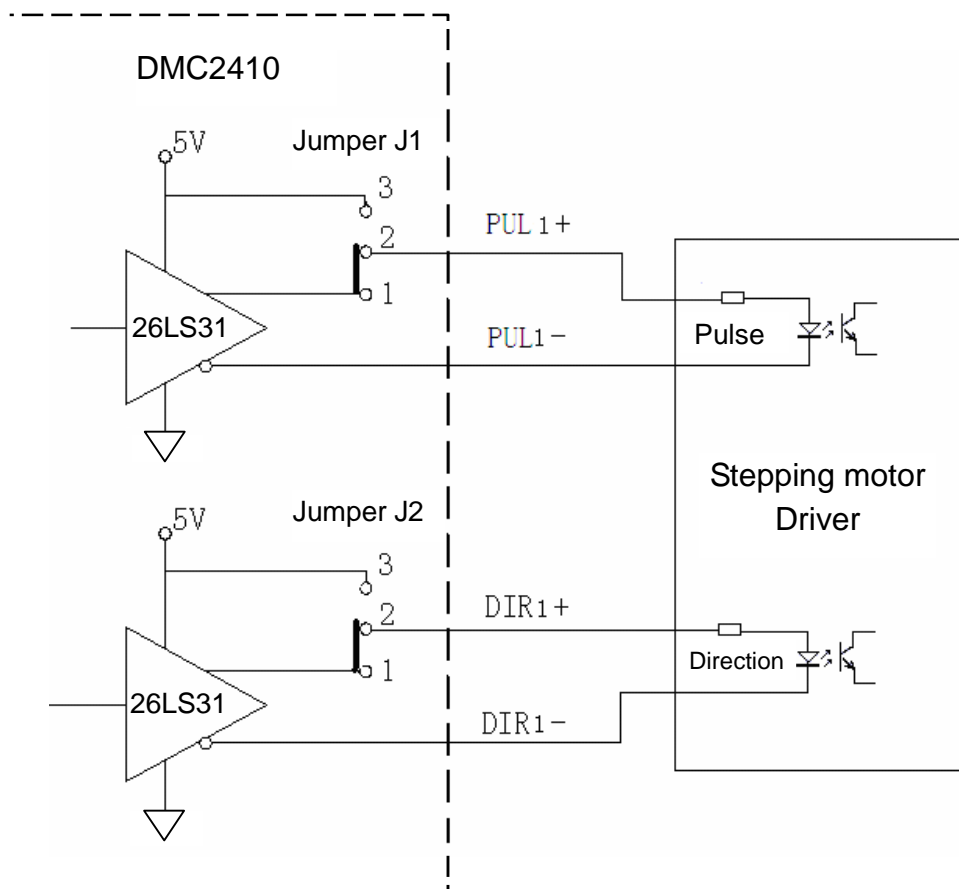 DMC2410
5V
Jumper J1
3
2
1
PUL1+
26LS31
PUL1-
Pulse
Stepping motor
Driver
5V
Jumper J2
3
2
1
DIR1+
26LS31
DIR1-
Direction